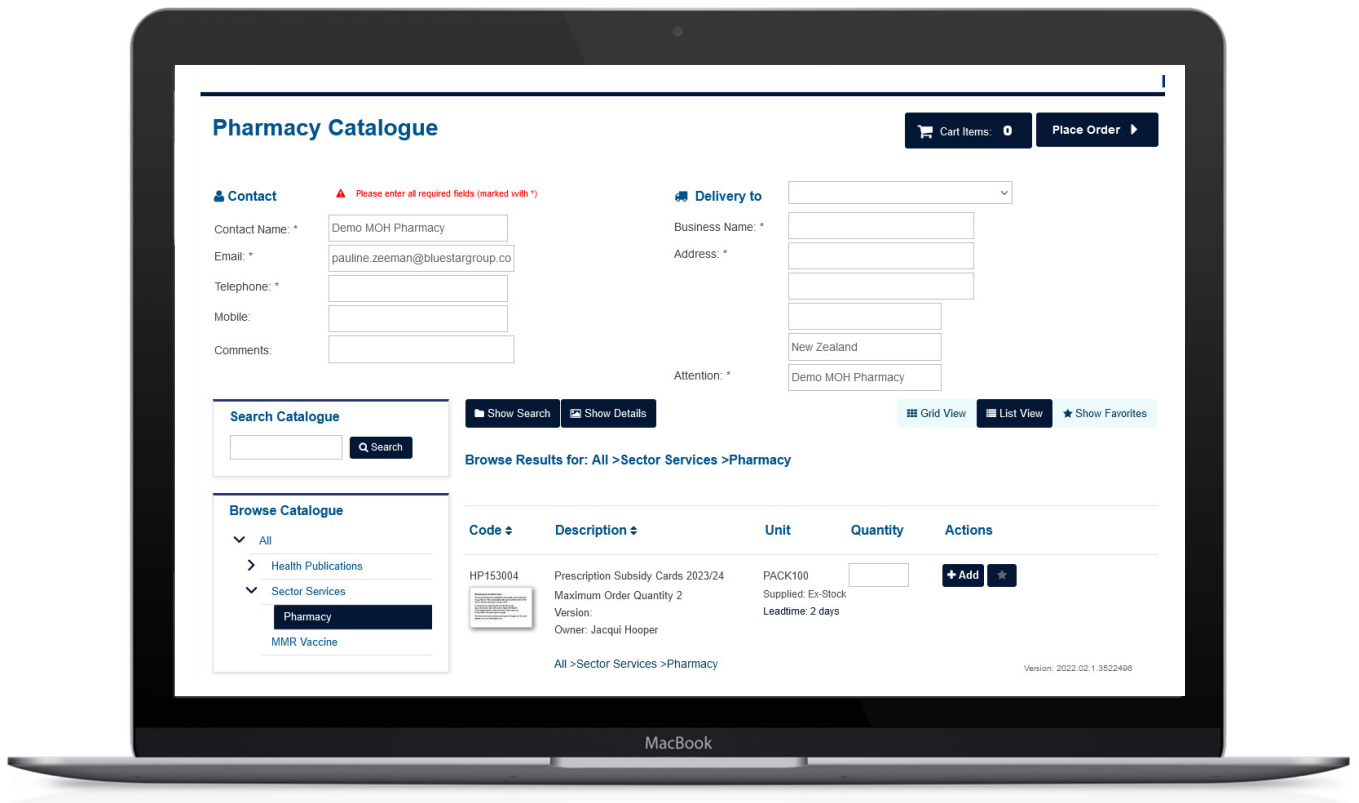 Pharmacy Catalogue
Cart Items: 0
Place Order
Contact
Please enter all required fields (marked with *)
Contact Name: *
Demo MOH Pharmacy
Email: *
pauline.zeeman@bluestargroup.co
Telephone: *
Mobile:
Comments:
Delivery to
Business Name: *
Address: *
New Zealand
Attention: *
Demo MOH Pharmacy
Search Catalogue
Search
Browse Catalogue
All
Health Publications
Sector Services
Pharmacy
MMR Vaccine
Show Search
Show Details
Grid View
List View
Show Favorites
Browse Results for: All >Sector Services >Pharmacy
Code Description Unit Quantity Actions
HP153004 Prescription Subsidy Cards 2023/24 PACK100 + Add
Maximum Order Quantity 2 Supplied: Ex-Stock
Version: Leadtime: 2 days
Owner: Jacqui Hooper
All >Sector Services >Pharmacy
Version: 2022.02.1.3522496
MacBook